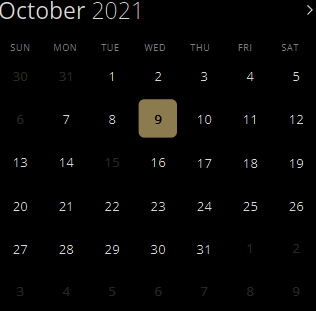 October 2021
SUN MON TUE WED THU FRI SAT
30 31 1 2 3 4 5
6 7 8 9 10 11 12
13 14 15 16 17 18 19
20 21 22 23 24 25 26
27 28 29 30 31 1 2
3 4 5 6 7 8 9